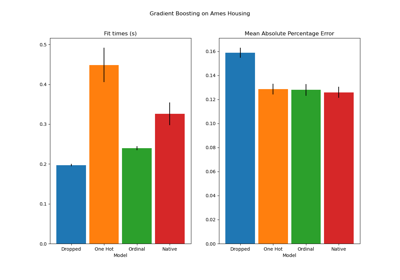 Gradient Boosting on Ames Housing
Fit times (s)
0.5
0.4
0.3
0.2
0.1
0.0
Dropped One Hot Ordinal Native
Model
Mean Absolute Percentage Error
0.16
0.14
0.12
0.10
0.08
0.06
0.04
0.02
0.00
Dropped One Hot Ordinal Native
Model